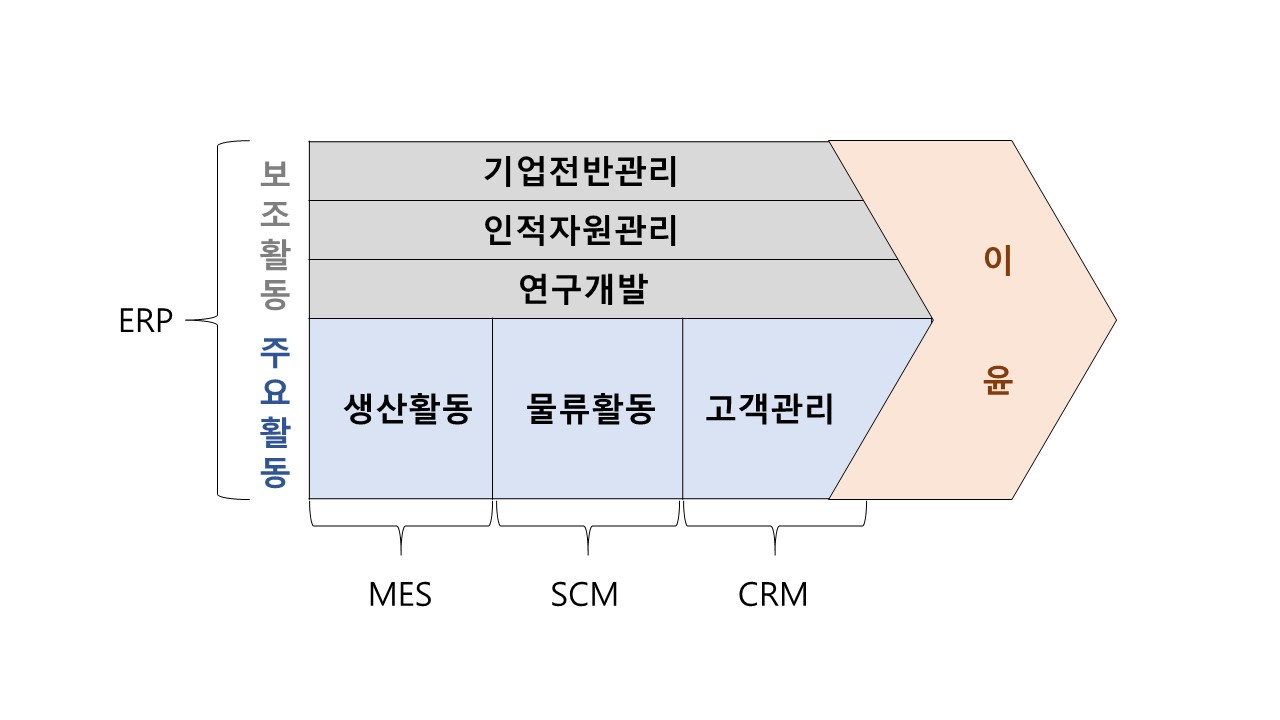 ERP
보조활동
주요활동
기업전반관리
인적자원관리
연구개발
생산활동
물류활동
고객관리
이윤
MES
SCM
CRM